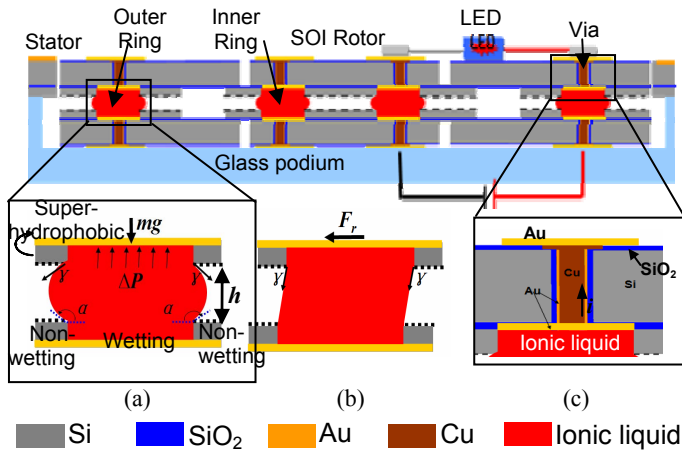 Stator
Outer
Ring
Inner
Ring
SOI Rotor
LED
Via
Glass podium
Super-
hydrophobic
mg
γ
γ
ΔP
h
α
α
Non-
wetting
Wetting
Non-
wetting
F_r
γ
γ
Au
SiO2
Cu
Si
Au
Ionic liquid
(a)
(b)
(c)
Si
SiO2
Au
Cu
Ionic liquid